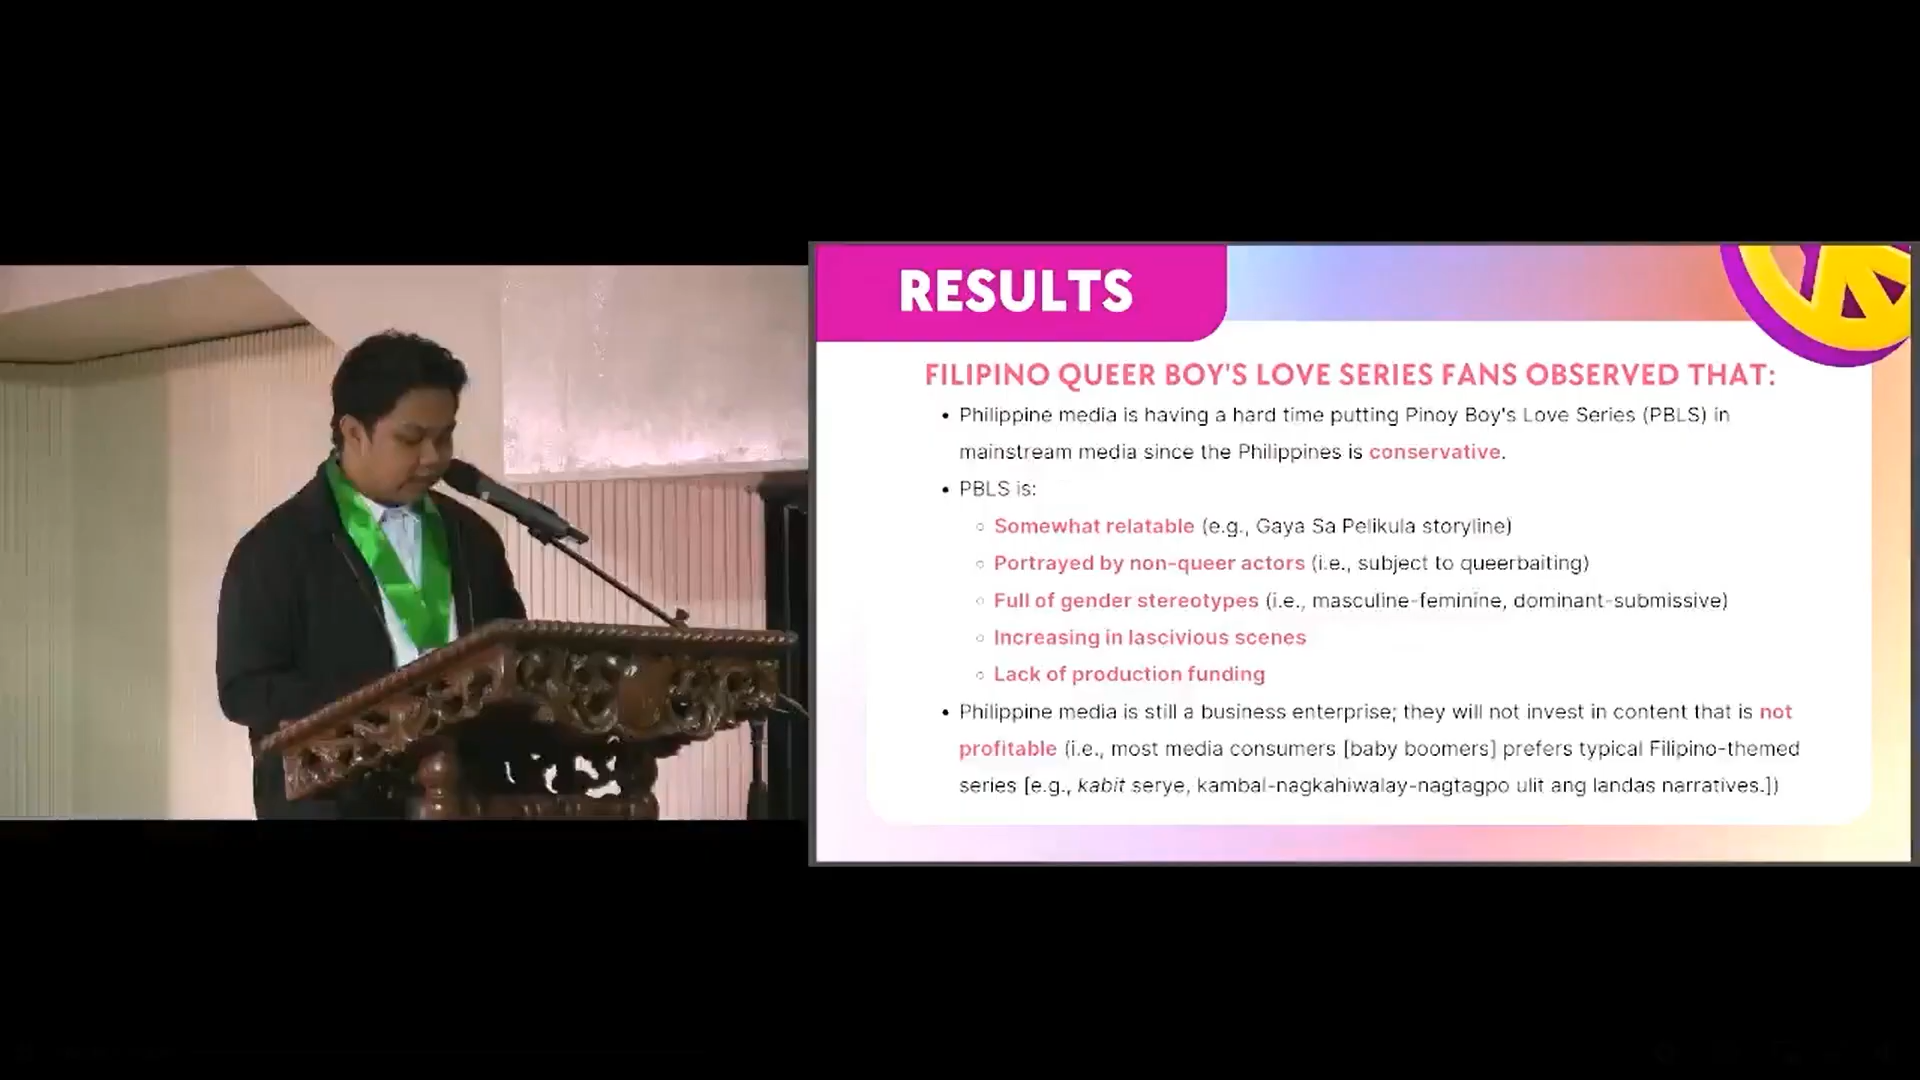 RESULTS
FILIPINO QUEER BOY'S LOVE SERIES FANS OBSERVED THAT:
• Philippine media is having a hard time putting Pinoy Boy's Love Series (PBLS) in
mainstream media since the Philippines is conservative.
• PBLS is:
○ Somewhat relatable (e.g., Gaya Sa Pelikula storyline)
○ Portrayed by non-queer actors (i.e., subject to queerbaiting)
○ Full of gender stereotypes (i.e., masculine-feminine, dominant-submissive)
○ Increasing in lascivious scenes
○ Lack of production funding
• Philippine media is still a business enterprise; they will not invest in content that is not
profitable (i.e., most media consumers [baby boomers] prefers typical Filipino-themed
series [e.g., kabit serye, kambal-nagkahiwalay-nagtagpo ulit ang landas narratives.])